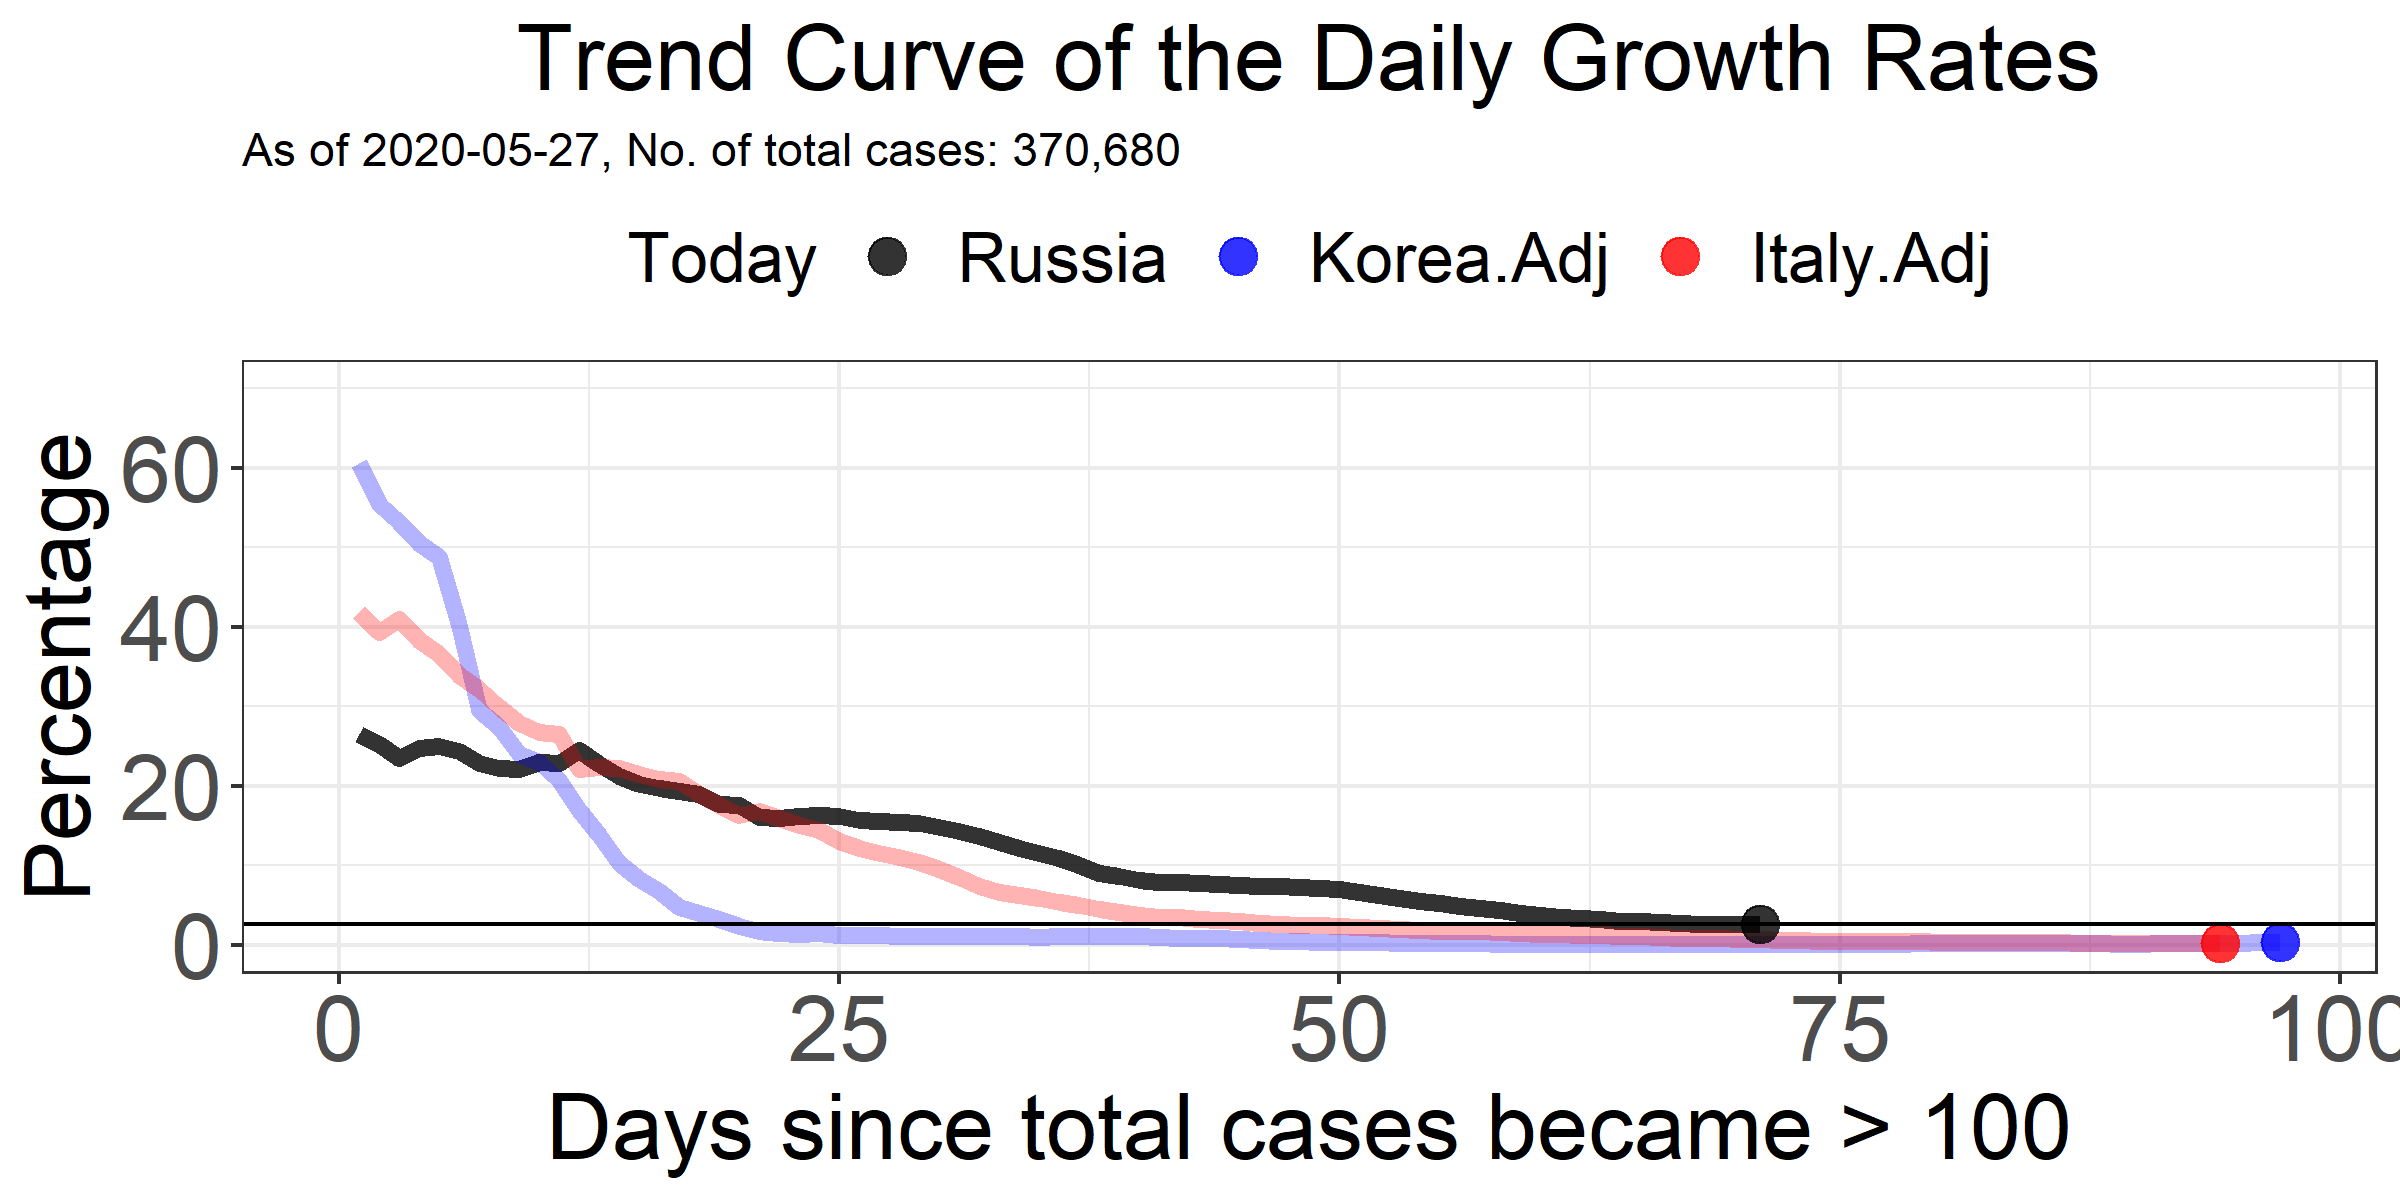 Trend Curve of the Daily Growth Rates
As of 2020-05-27, No. of total cases: 370,680
Today Russia Korea.Adj Italy.Adj
Percentage
60
40
20
0
0 25 50 75 100
Days since total cases became > 100